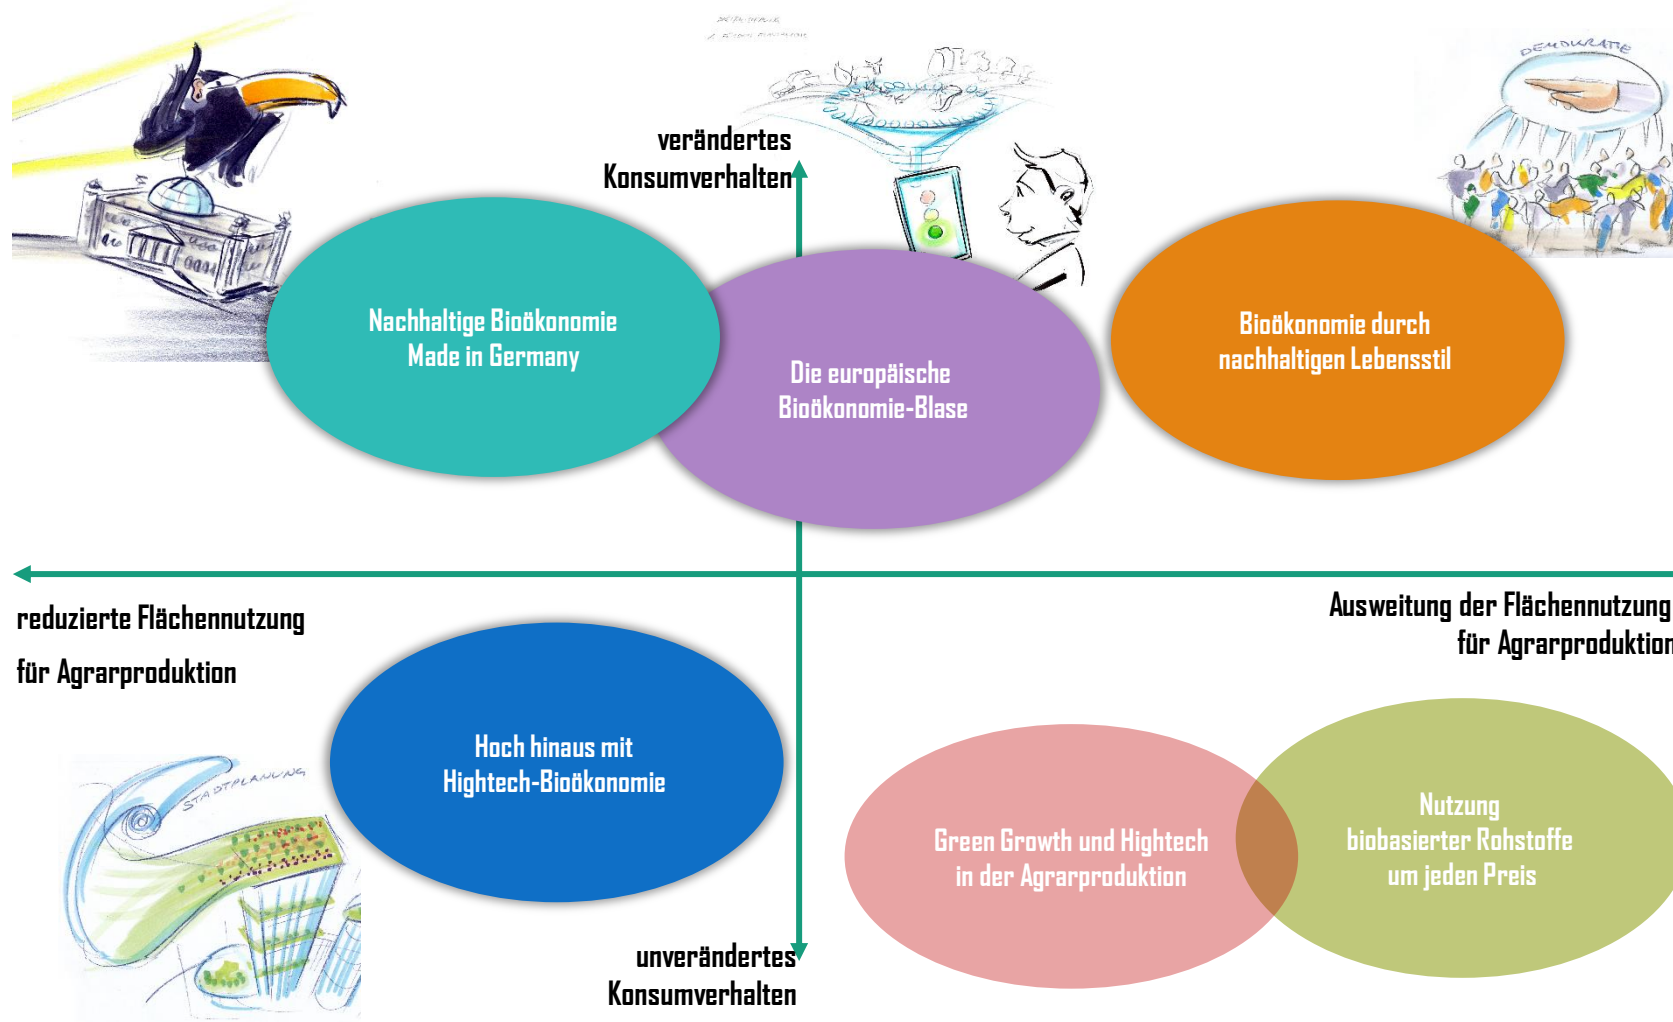 verändertes
Konsumverhalten
DEMOKRATIE
Nachhaltige Bioökonomie
Made in Germany
Die europäische
Bioökonomie-Blase
Bioökonomie durch
nachhaltigen Lebensstil
reduzierte Flächennutzung
für Agrarproduktion
Ausweitung der Flächennutzung
für Agrarproduktion
Hoch hinaus mit
Hightech-Bioökonomie
STADTPLANUNG
Green Growth und Hightech
in der Agrarproduktion
Nutzung
biobasierter Rohstoffe
um jeden Preis
unverändertes
Konsumverhalten